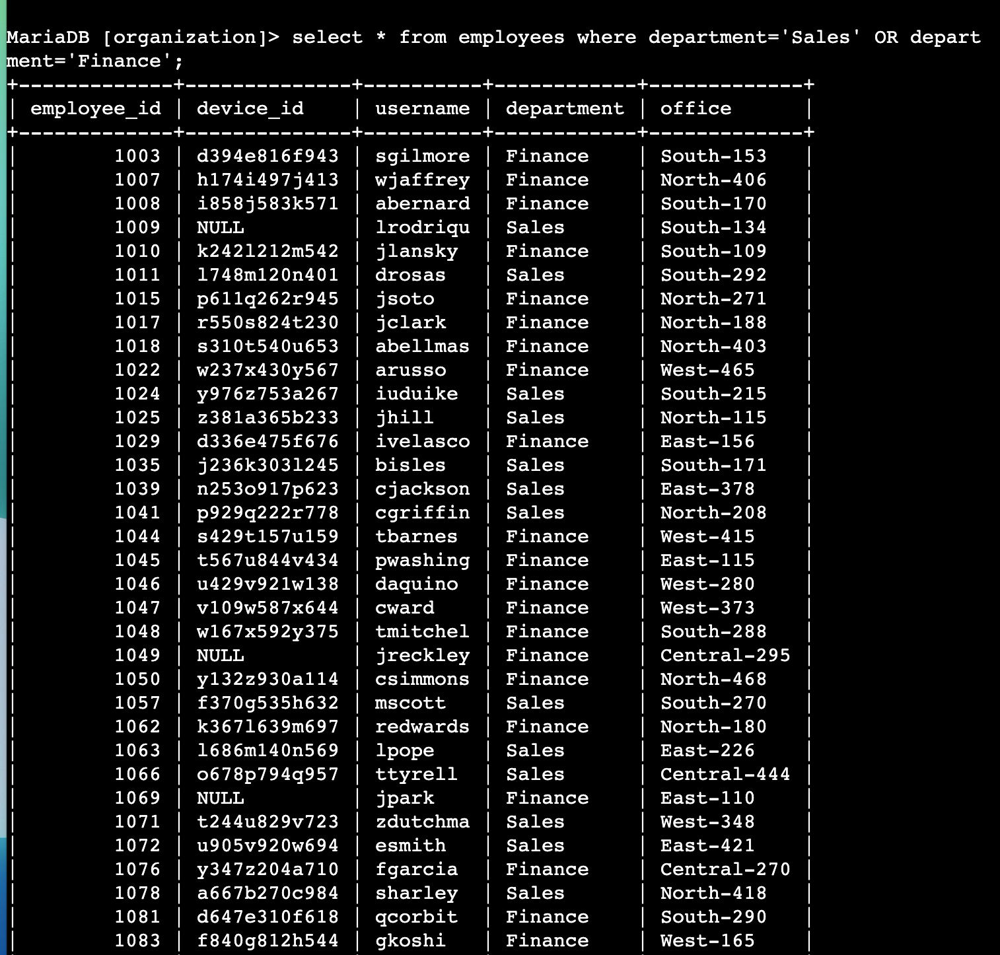 MariaDB [organization]> select * from employees where department='Sales' OR depart
ment='Finance';
+-------------+--------------+----------+------------+-------------+
| employee_id | device_id    | username | department | office      |
+-------------+--------------+----------+------------+-------------+
|        1003 | d394e816f943 | sgilmore | Finance    | South-153   |
|        1007 | h174i497j413 | wjaffrey | Finance    | North-406   |
|        1008 | i858j583k571 | abernard | Finance    | South-170   |
|        1009 | NULL         | lrodriqu | Sales      | South-134   |
|        1010 | k242l212m542 | jlansky  | Finance    | South-109   |
|        1011 | l748m120n401 | drosas   | Sales      | South-292   |
|        1015 | p611q262r945 | jsoto    | Finance    | North-271   |
|        1017 | r550s824t230 | jclark   | Finance    | North-188   |
|        1018 | s310t540u653 | abellmas | Finance    | North-403   |
|        1022 | w237x430y567 | arusso   | Finance    | West-465    |
|        1024 | y976z753a267 | iuduike  | Sales      | South-215   |
|        1025 | z381a365b233 | jhill    | Sales      | North-115   |
|        1029 | d336e475f676 | ivelasco | Finance    | East-156    |
|        1035 | j236k303l245 | bisles   | Sales      | South-171   |
|        1039 | n253o917p623 | cjackson | Sales      | East-378    |
|        1041 | p929q222r778 | cgriffin | Sales      | North-208   |
|        1044 | s429t157u159 | tbarnes  | Finance    | West-415    |
|        1045 | t567u844v434 | pwashing | Finance    | East-115    |
|        1046 | u429v921w138 | daquino  | Finance    | West-280    |
|        1047 | v109w587x644 | cward    | Finance    | West-373    |
|        1048 | w167x592y375 | tmitchel | Finance    | South-288   |
|        1049 | NULL         | jreckley | Finance    | Central-295 |
|        1050 | y132z930a114 | csimmons | Finance    | North-468   |
|        1057 | f370g535h632 | mscott   | Sales      | South-270   |
|        1062 | k367l639m697 | redwards | Finance    | North-180   |
|        1063 | l686m140n569 | lpope    | Sales      | East-226    |
|        1066 | o678p794q957 | ttyrell  | Sales      | Central-444 |
|        1069 | NULL         | jpark    | Finance    | East-110    |
|        1071 | t244u829v723 | zdutchma | Sales      | West-348    |
|        1072 | u905v920w694 | esmith   | Sales      | East-421    |
|        1076 | y347z204a710 | fgarcia  | Finance    | Central-270 |
|        1078 | a667b270c984 | sharley  | Sales      | North-418   |
|        1081 | d647e310f618 | qcorbit  | Finance    | South-290   |
|        1083 | f840g812h544 | gkoshi   | Finance    | West-165    |